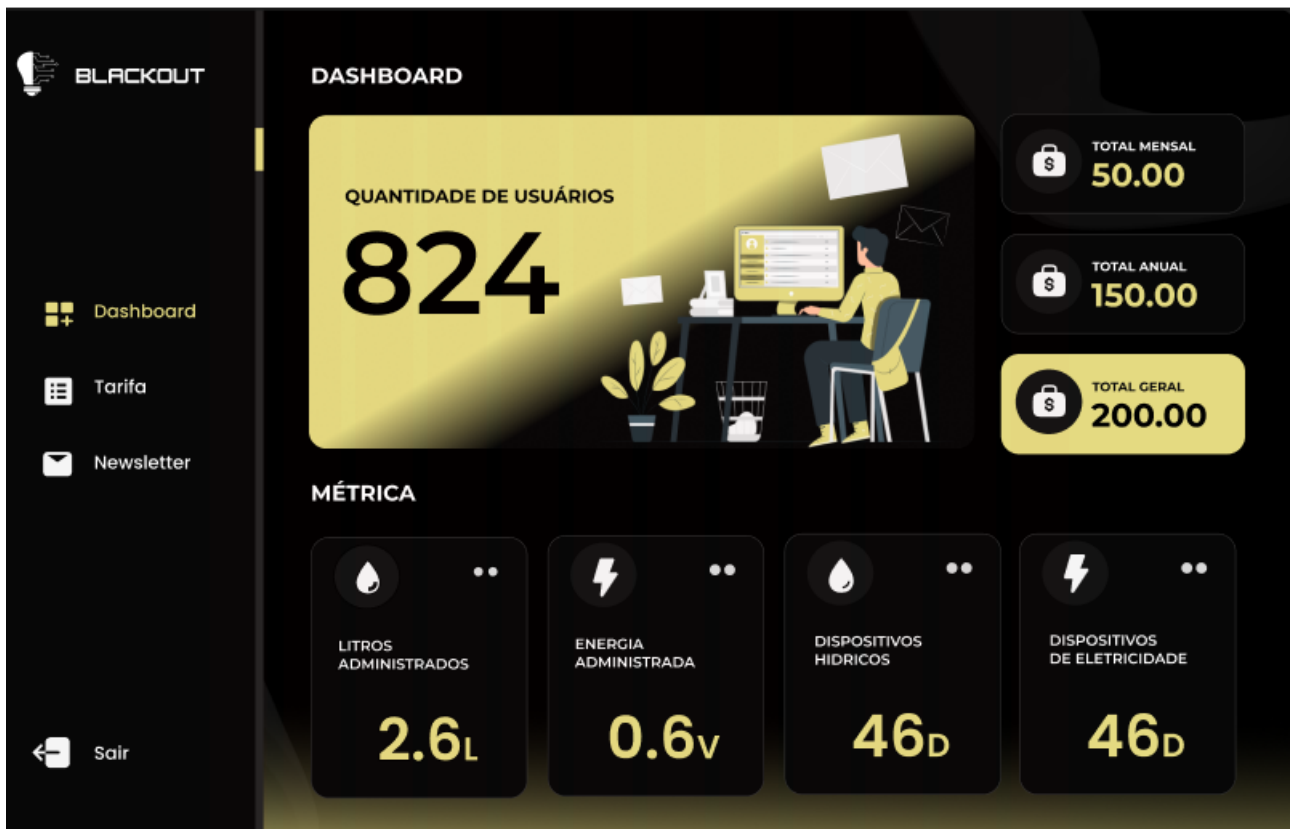 BLACKOUT
Dashboard
Tarifa
Newsletter
Sair
DASHBOARD
QUANTIDADE DE USUÁRIOS
824
TOTAL MENSAL
50.00
TOTAL ANUAL
150.00
TOTAL GERAL
200.00
MÉTRICA
LITROS
ADMINISTRADOS
2.6L
ENERGIA
ADMINISTRADA
0.6V
DISPOSITIVOS
HIDRICOS
46D
DISPOSITIVOS
DE ELETRICIDADE
46D